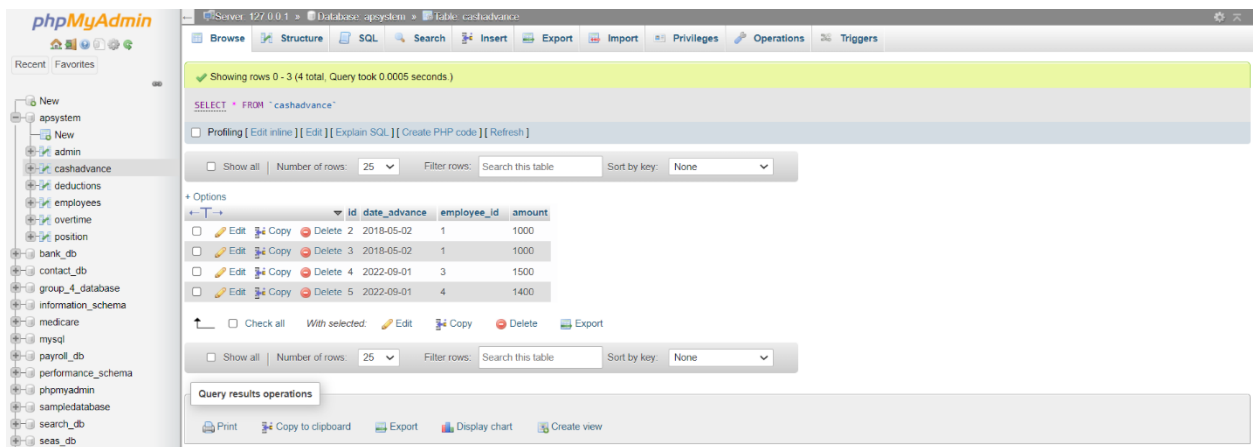 phpMyAdmin
Recent Favorites
New
apsystem
New
admin
cashadvance
deductions
employees
overtime
position
bank_db
contact_db
group_4_database
information_schema
medicare
mysql
payroll_db
performance_schema
phpmyadmin
sampledatabase
search_db
seas_db
Server: 127.0.0.1 » Database: apsystem » Table: cashadvance
Browse Structure SQL Search Insert Export Import Privileges Operations Triggers
Showing rows 0 - 3 (4 total, Query took 0.0005 seconds.)
SELECT * FROM `cashadvance`
Profiling [ Edit inline ] [ Edit ] [ Explain SQL ] [ Create PHP code ] [ Refresh ]
Show all | Number of rows: 25 Filter rows: Search this table Sort by key: None
+ Options
←T→ id date_advance employee_id amount
Edit Copy Delete 2 2018-05-02 1 1000
Edit Copy Delete 3 2018-05-02 1 1000
Edit Copy Delete 4 2022-09-01 3 1500
Edit Copy Delete 5 2022-09-01 4 1400
Check all With selected: Edit Copy Delete Export
Show all | Number of rows: 25 Filter rows: Search this table Sort by key: None
Query results operations
Print Copy to clipboard Export Display chart Create view